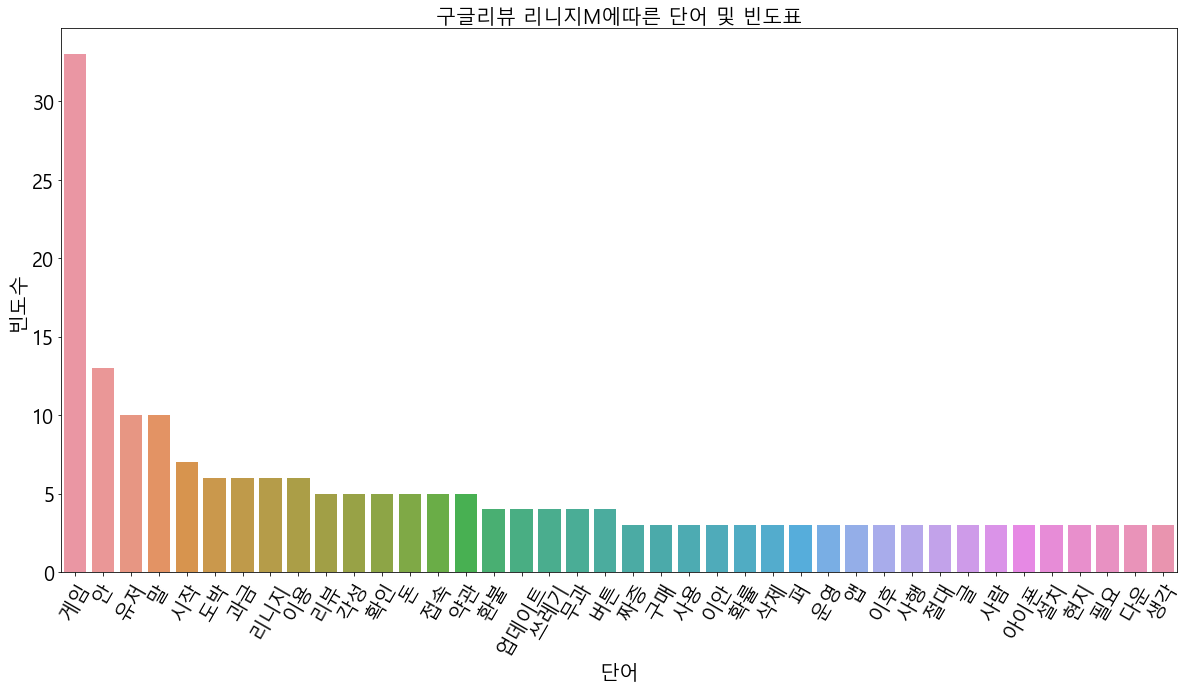 구글리뷰 리니지M에따른 단어 및 빈도표
빈도수
30
25
20
15
10
5
0
게임
안
유저
말
시작
도박
과금
리니지
이용
리뷰
각성
확인
돈
접속
약관
환불
업데이트
쓰레기
무과
버튼
짜증
구매
사용
이안
확률
삭제
퍼
운영
앱
이후
사행
절대
글
사람
아이폰
설치
현지
필요
다운
생각
단어